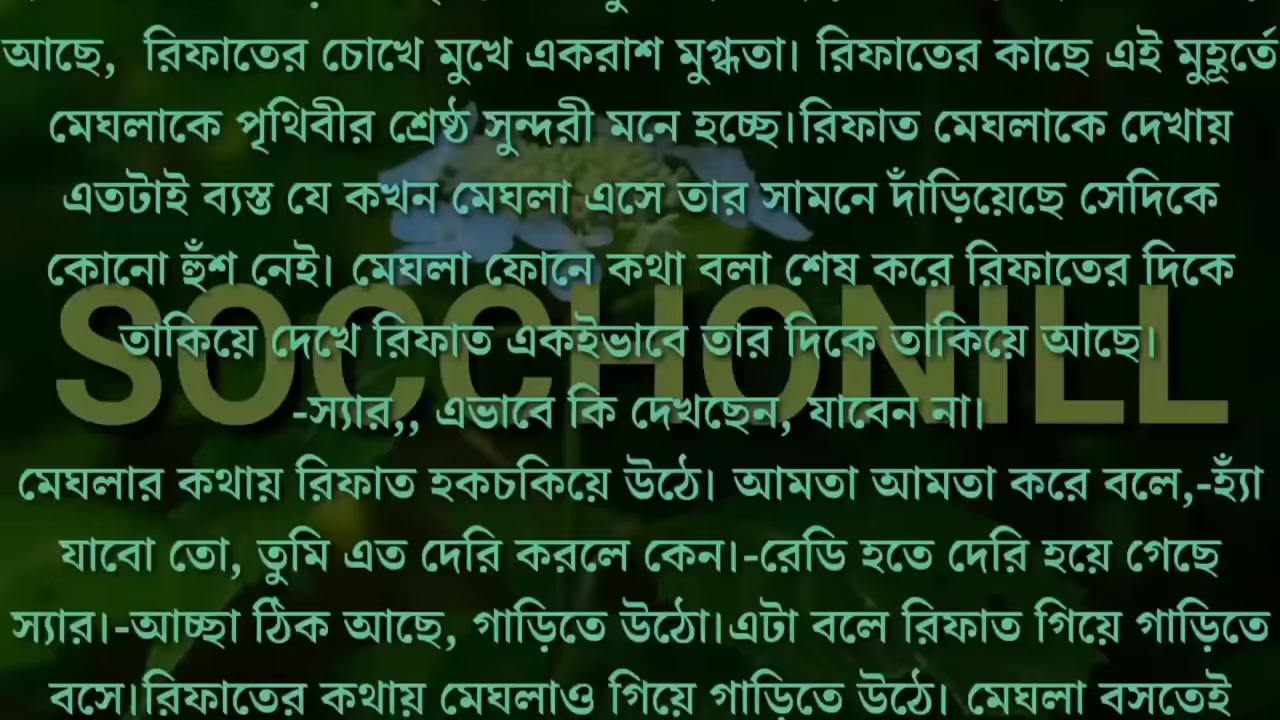 আছে, রিফাতের চোখে মুখে একরাশ মুগ্ধতা। রিফাতের কাছে এই মুহূর্তে
মেঘলাকে পৃথিবীর শ্রেষ্ঠ সুন্দরী মনে হচ্ছে।রিফাত মেঘলাকে দেখায়
এতটাই ব্যস্ত যে কখন মেঘলা এসে তার সামনে দাঁড়িয়েছে সেদিকে
কোনো হুঁশ নেই। মেঘলা ফোনে কথা বলা শেষ করে রিফাতের দিকে
তাকিয়ে দেখে রিফাত একইভাবে তার দিকে তাকিয়ে আছে।
SOCCHONILL
-স্যার,, এভাবে কি দেখছেন, যাবেন না।
মেঘলার কথায় রিফাত হকচকিয়ে উঠে। আমতা আমতা করে বলে,-হ্যাঁ
যাবো তো, তুমি এত দেরি করলে কেন।-রেডি হতে দেরি হয়ে গেছে
স্যার।-আচ্ছা ঠিক আছে, গাড়িতে উঠো।এটা বলে রিফাত গিয়ে গাড়িতে
বসে।রিফাতের কথায় মেঘলাও গিয়ে গাড়িতে উঠে। মেঘলা বসতেই